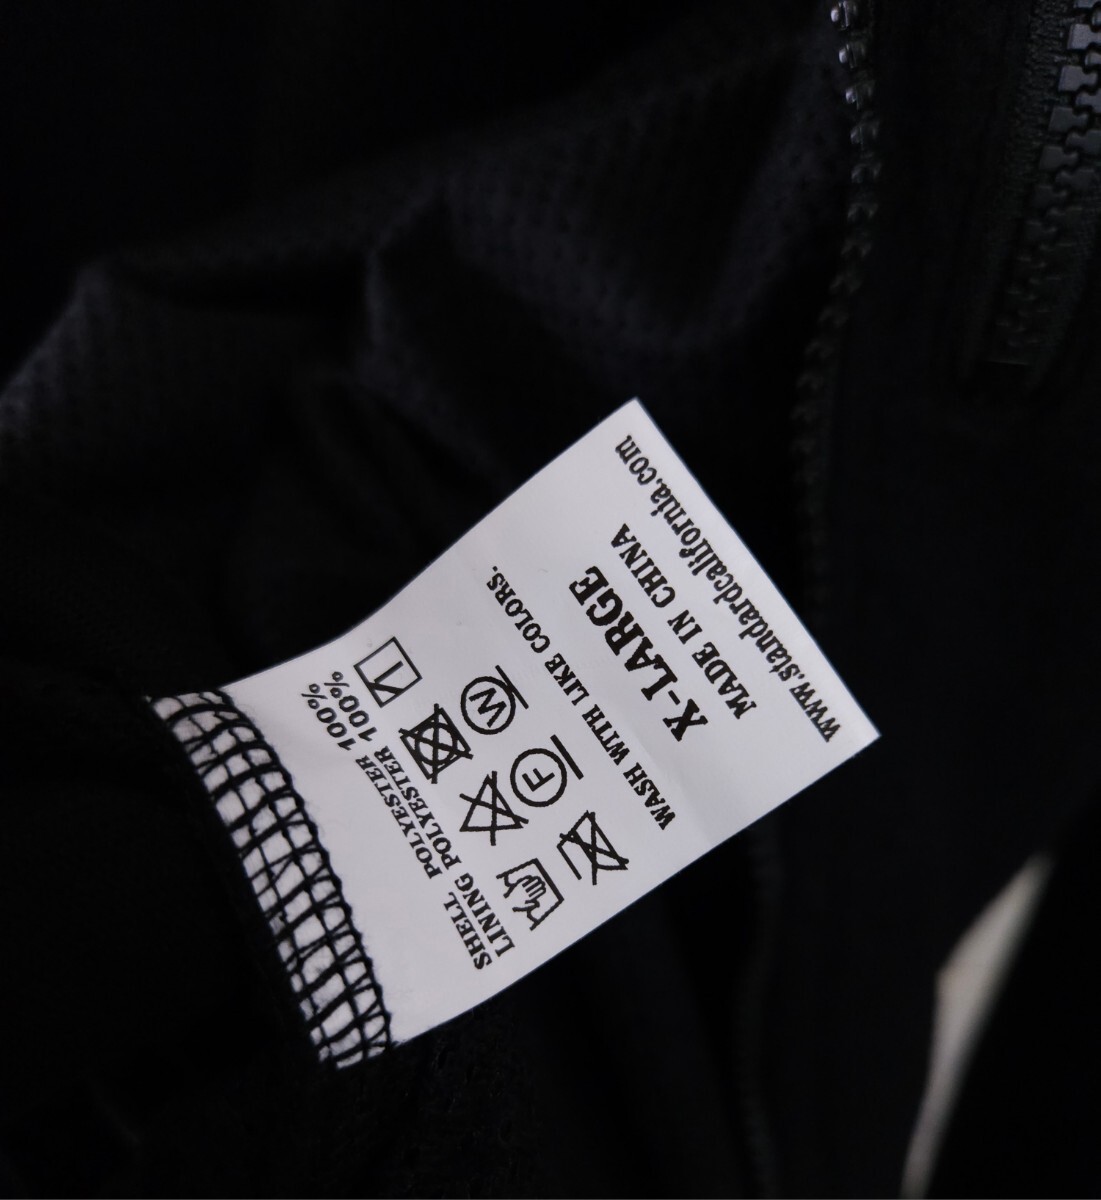 SHELL POLYESTER 100%
LINING POLYESTER 100%
F W
WASH WITH LIKE COLORS.
X-LARGE
MADE IN CHINA
www.standardcalifornia.com